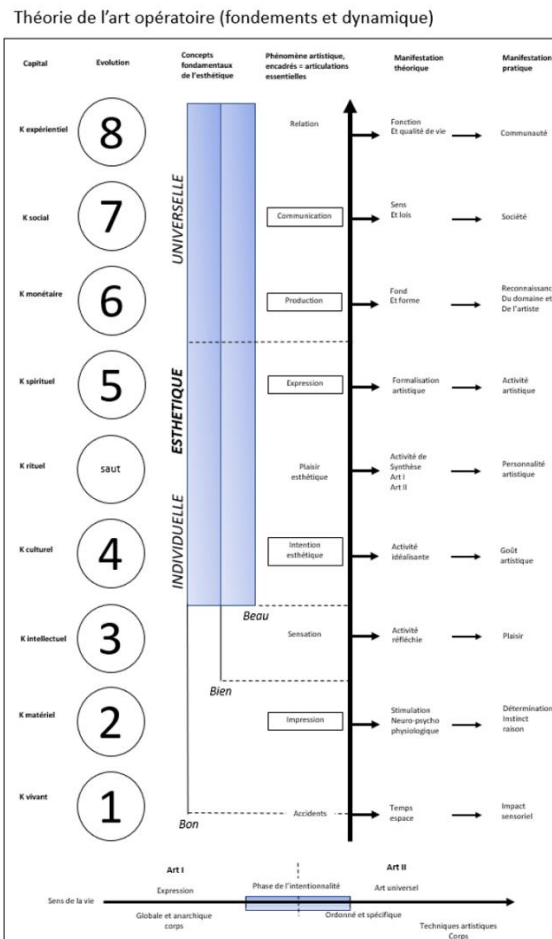 Théorie de l’art opératoire (fondements et dynamique)
Capital
Evolution
Concepts
fondamentaux
de l’esthétique
Phénomène artistique,
encadrés = articulations
essentielles
Manifestation
théorique
Manifestation
pratique
K expérientiel
8
Relation
Fonction
Et qualité de vie
Communauté
K social
7
Communication
Sens
Et lois
Société
K monétaire
6
Production
Fond
Et forme
Reconnaissanc
Du domaine et
De l’artiste
UNIVERSELLE
K spirituel
5
Expression
Formalisation
artistique
Activité
artistique
ESTHETIQUE
K rituel
saut
Plaisir
esthétique
Activité de
Synthèse
Art I
Art II
Personnalité
artistique
INDIVIDUELLE
K culturel
4
Intention
esthétique
Activité
idéalisante
Goût
artistique
Beau
K intellectuel
3
Sensation
Activité
réfléchie
Plaisir
Bien
K matériel
2
Impression
Stimulation
Neuro-psycho
physiologique
Détermination
Instinct
raison
K vivant
1
Accidents
Temps
espace
Impact
sensoriel
Bon
Art I
Art II
Expression
Phase de l’intentionnalité
Art universel
Sens de la vie
Globale et anarchique
corps
Ordonné et spécifique
Techniques artistiques
Corps